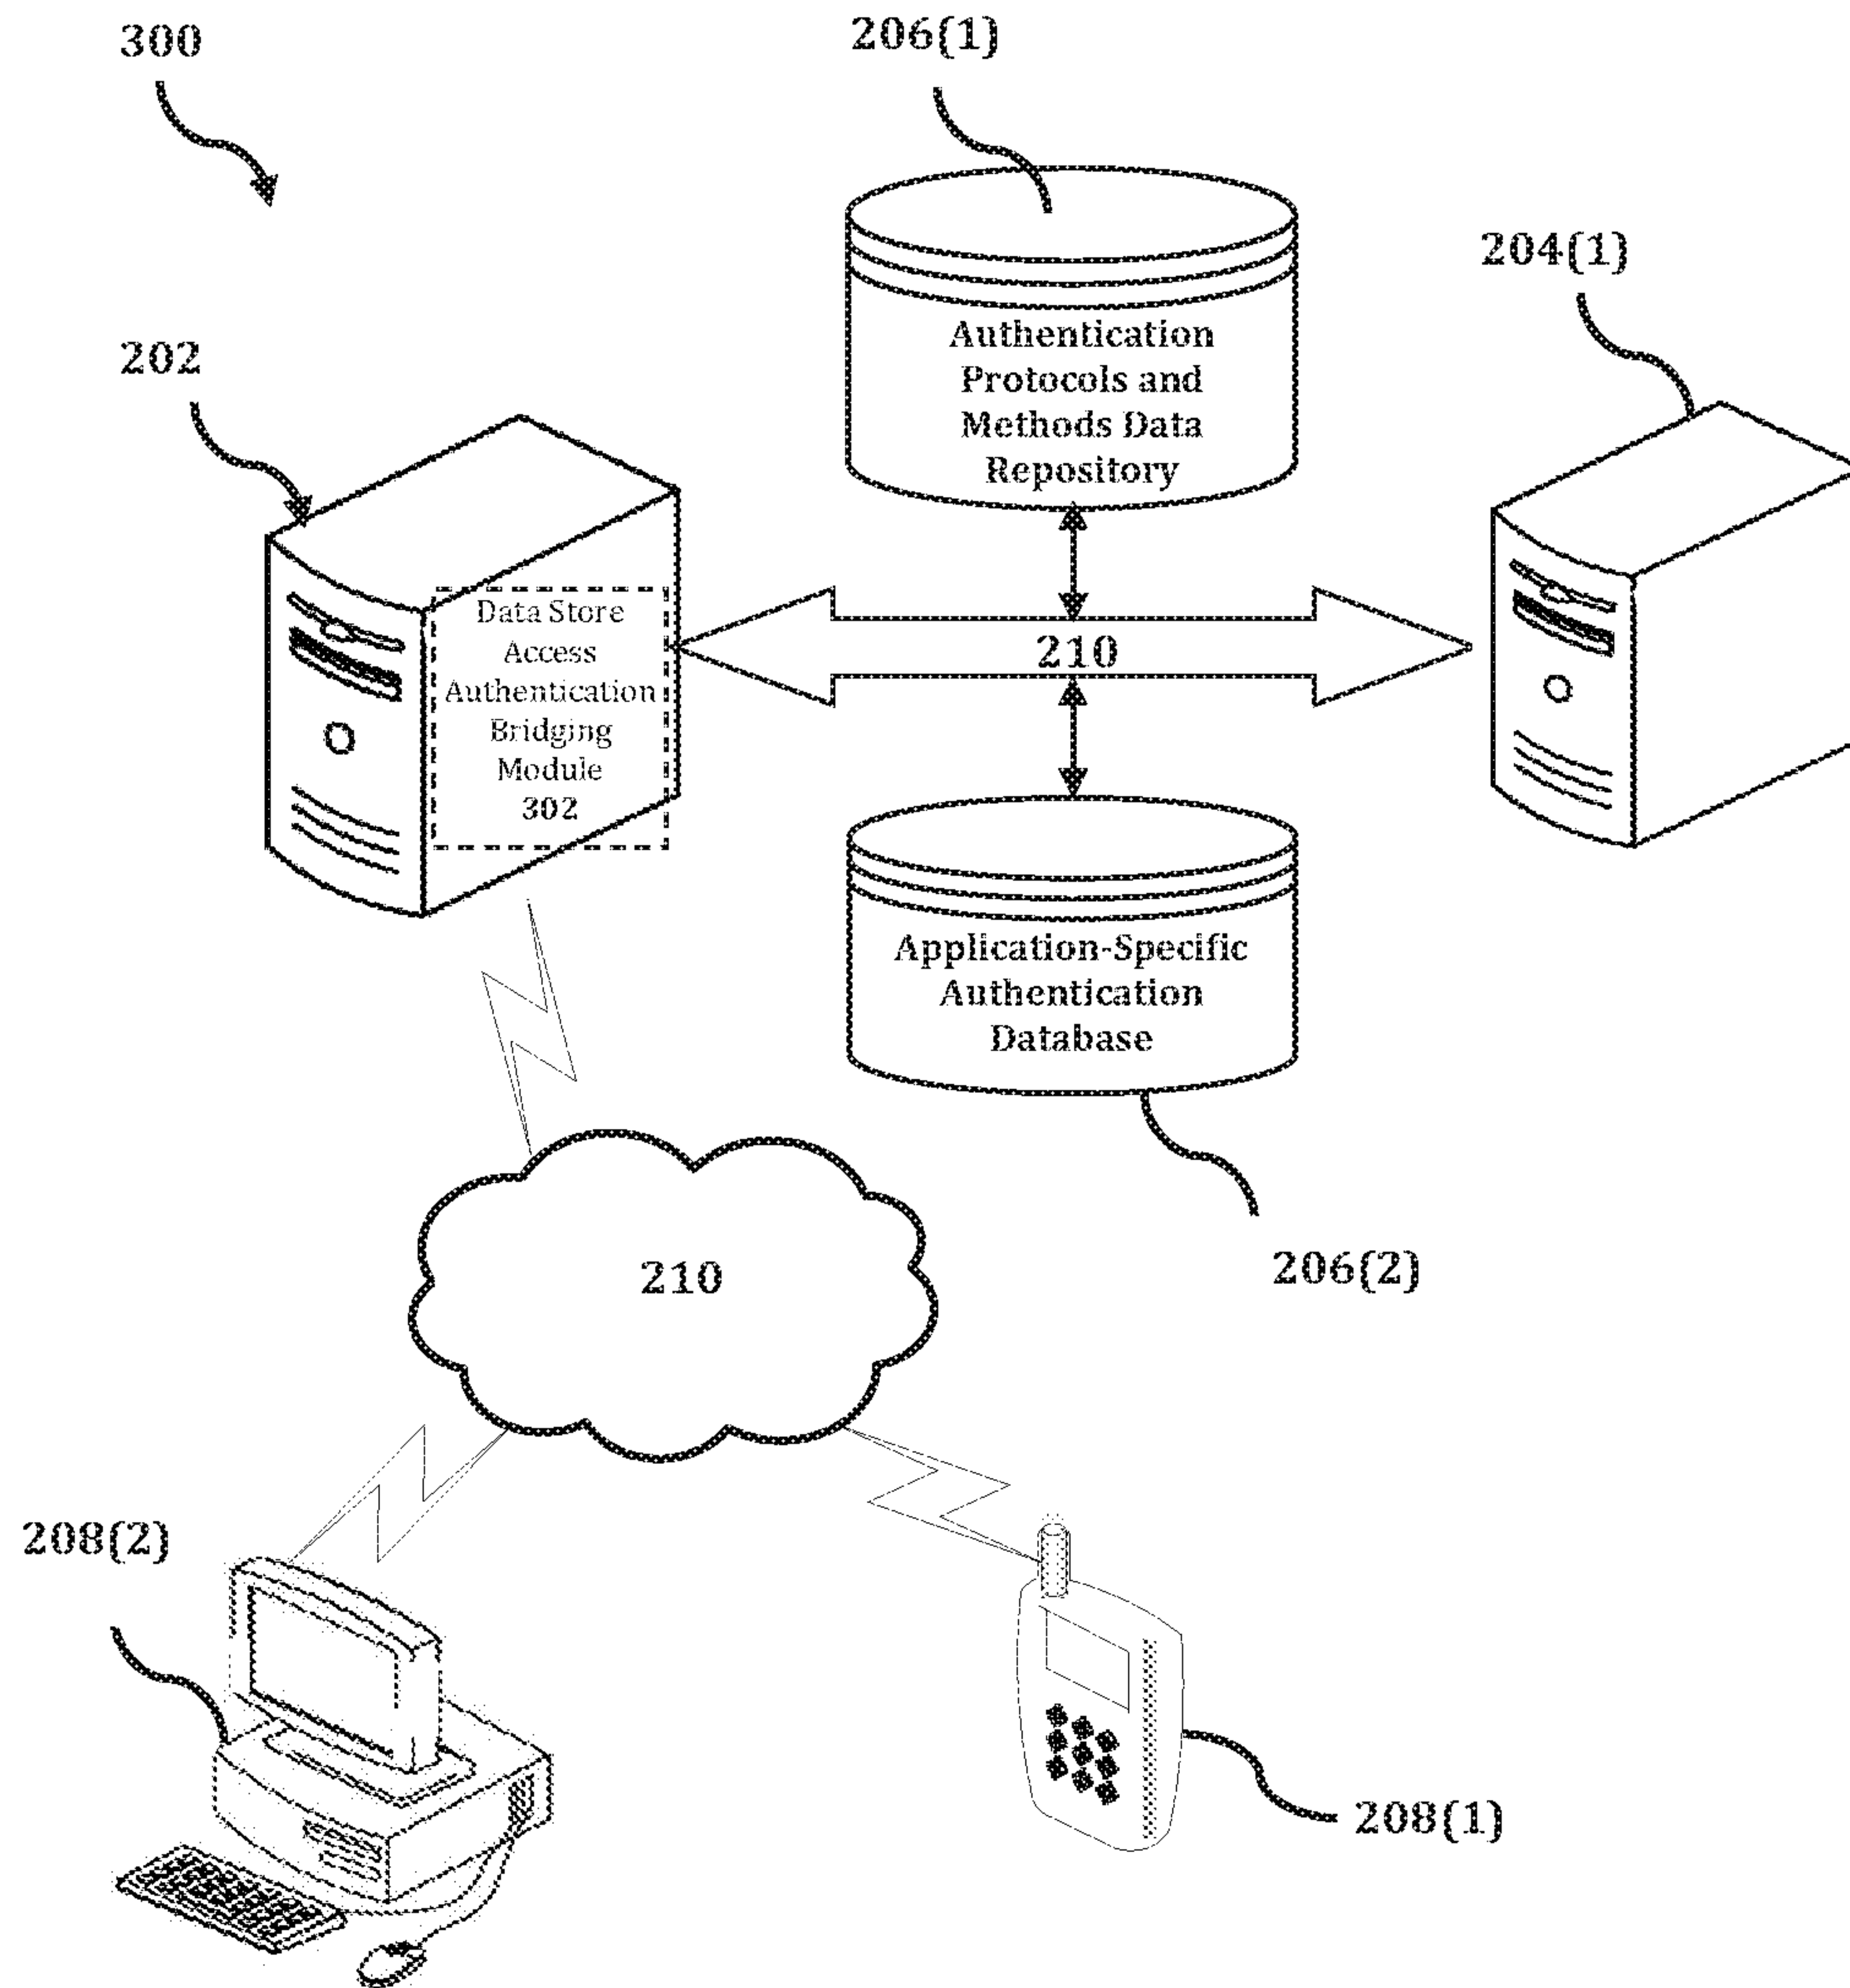 300
206(1)
204(1)
202
Authentication
Protocols and
Methods Data
Repository
Data Store
Access
Authentication
Bridging
Module
302
210
Application-Specific
Authentication
Database
206(2)
210
208(2)
208(1)